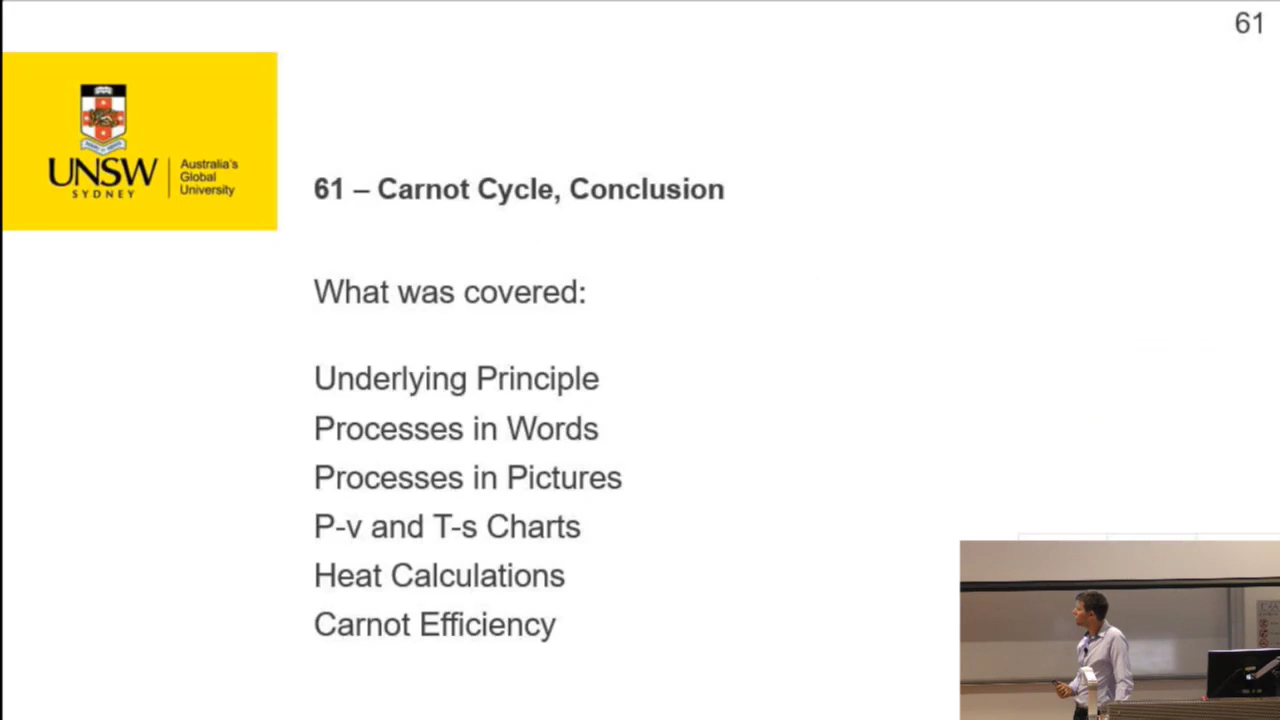 61
UNSW
SYDNEY
Australia's
Global
University
61 – Carnot Cycle, Conclusion
What was covered:
Underlying Principle
Processes in Words
Processes in Pictures
P-v and T-s Charts
Heat Calculations
Carnot Efficiency